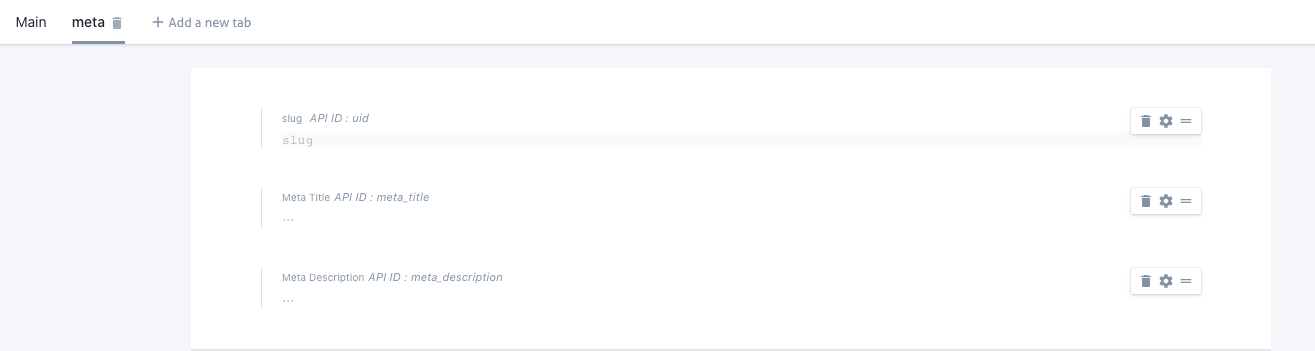 Main meta + Add a new tab
slug API ID : uid
slug
Meta Title API ID : meta_title
...
Meta Description API ID : meta_description
...